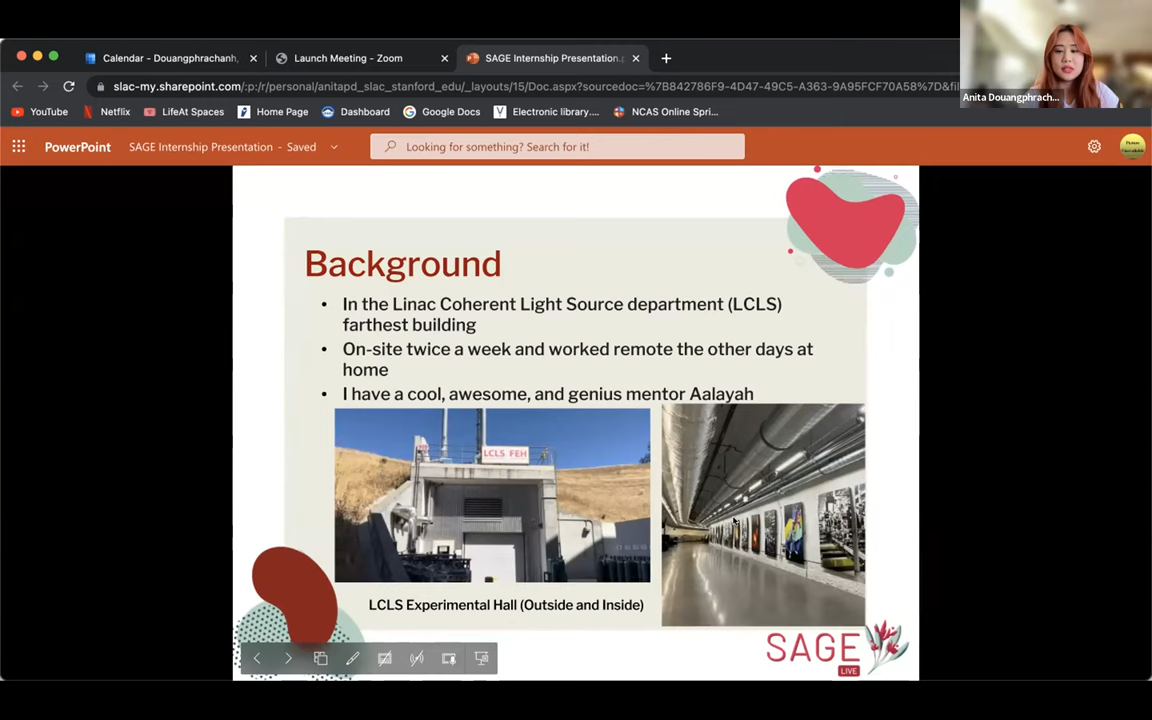 Calendar - Douangphrachanh,
Launch Meeting - Zoom
SAGE Internship Presentation.
slac-my.sharepoint.com/:p:/r/personal/anitapd_slac_stanford_edu/_layouts/15/Doc.aspx?sourcedoc=%7B842786F9-4D47-49C5-A363-9A95FCF70A58%7D&fil
Anita Douangphrach...
YouTube
Netflix
LifeAt Spaces
Home Page
Dashboard
Google Docs
Electronic library....
NCAS Online Spri...
PowerPoint
SAGE Internship Presentation - Saved
Looking for something? Search for it!
Background
• In the Linac Coherent Light Source department (LCLS)
farthest building
• On-site twice a week and worked remote the other days at
home
• I have a cool, awesome, and genius mentor Aalayah
LCLS FEH
LCLS Experimental Hall (Outside and Inside)
SAGE
LIVE